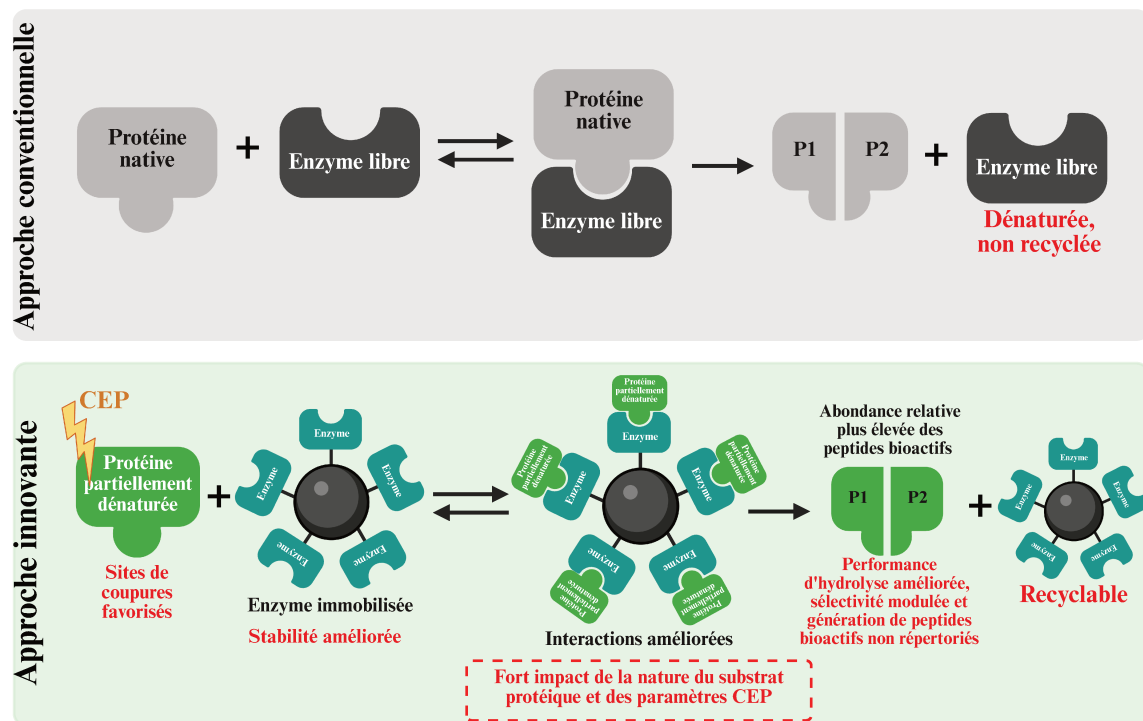 Approche conventionnelle
Protéine
native
+
Enzyme libre
Protéine
native
Enzyme libre
P1
P2
+
Enzyme libre
Dénaturée,
non recyclée
Approche innovante
CEP
Protéine
partiellement
dénaturée
Sites de
coupures
favorisés
+
Enzyme
Enzyme
Enzyme
Enzyme
Enzyme
Enzyme immobilisée
Stabilité améliorée
Protéine
partiellement
dénaturée
Enzyme
Protéine
partiellement
dénaturée
Enzyme
Protéine
partiellement
dénaturée
Enzyme
Enzyme
Protéine
partiellement
dénaturée
Enzyme
Protéine
partiellement
dénaturée
Interactions améliorées
Fort impact de la nature du substrat
protéique et des paramètres CEP
Abondance relative
plus élevée des
peptides bioactifs
P1
P2
Performance
d'hydrolyse améliorée,
sélectivité modulée et
génération de peptides
bioactifs non répertoriés
+
Enzyme
Enzyme
Enzyme
Enzyme
Enzyme
Recyclable